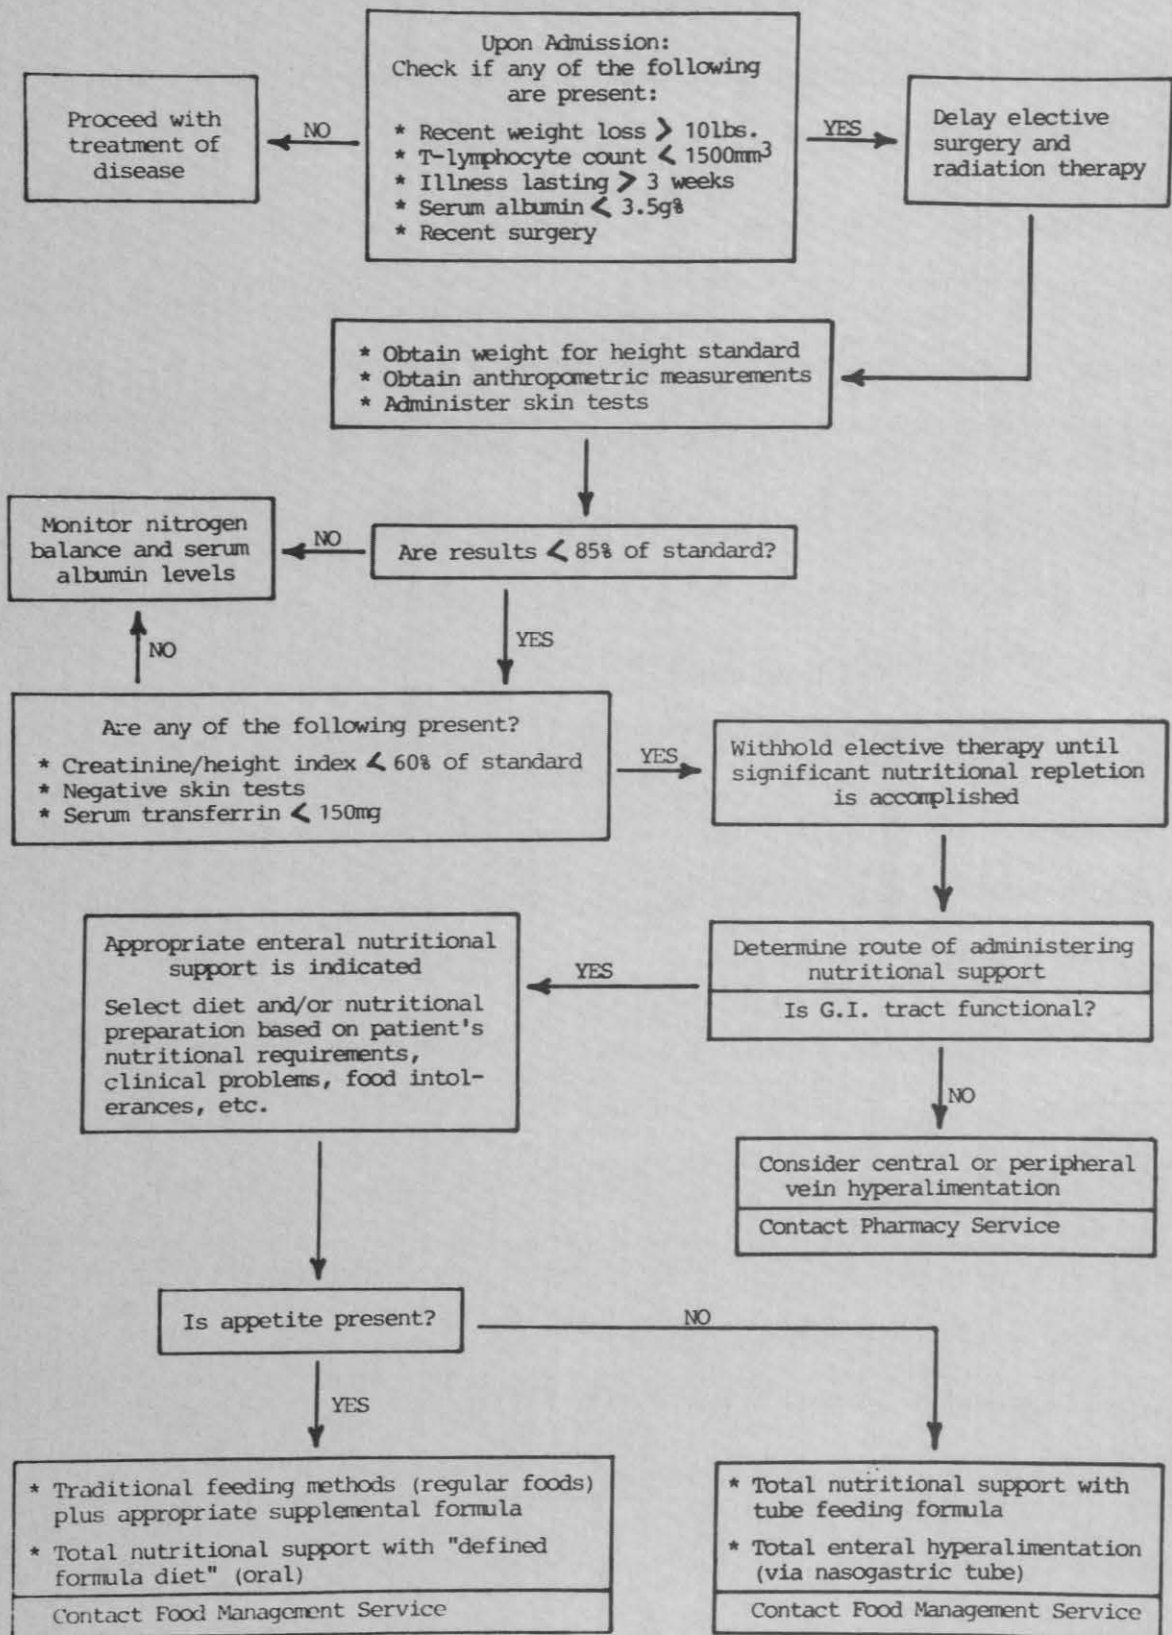 Upon Admission:
Check if any of the following
are present:
* Recent weight loss > 10lbs.
* T-lymphocyte count < 1500mm³
* Illness lasting > 3 weeks
* Serum albumin < 3.5g%
* Recent surgery
NO
Proceed with
treatment of
disease
YES
Delay elective
surgery and
radiation therapy
* Obtain weight for height standard
* Obtain anthropometric measurements
* Administer skin tests
Are results < 85% of standard?
NO
Monitor nitrogen
balance and serum
albumin levels
YES
NO
Are any of the following present?
* Creatinine/height index < 60% of standard
* Negative skin tests
* Serum transferrin < 150mg
YES
Withhold elective therapy until
significant nutritional repletion
is accomplished
Determine route of administering
nutritional support
Is G.I. tract functional?
YES
Appropriate enteral nutritional
support is indicated
Select diet and/or nutritional
preparation based on patient's
nutritional requirements,
clinical problems, food intol-
erances, etc.
NO
Consider central or peripheral
vein hyperalimentation
Contact Pharmacy Service
Is appetite present?
NO
YES
* Traditional feeding methods (regular foods)
plus appropriate supplemental formula
* Total nutritional support with "defined
formula diet" (oral)
Contact Food Management Service
* Total nutritional support with
tube feeding formula
* Total enteral hyperalimentation
(via nasogastric tube)
Contact Food Management Service